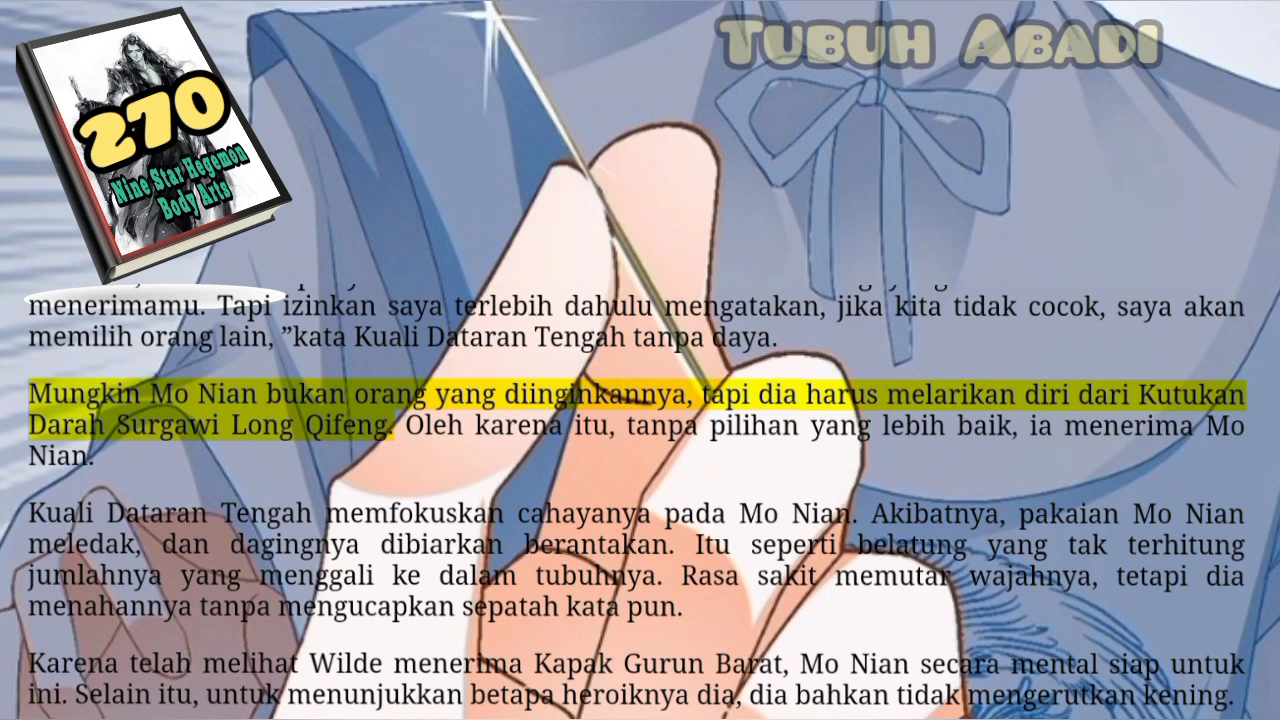 TUBUH ABADI
270
Nine Star Hegemon
Body Arts
menerimamu. Tapi izinkan saya terlebih dahulu mengatakan, jika kita tidak cocok, saya akan
memilih orang lain, ”kata Kuali Dataran Tengah tanpa daya.
Mungkin Mo Nian bukan orang yang diinginkannya, tapi dia harus melarikan diri dari Kutukan
Darah Surgawi Long Qifeng. Oleh karena itu, tanpa pilihan yang lebih baik, ia menerima Mo
Nian.
Kuali Dataran Tengah memfokuskan cahayanya pada Mo Nian. Akibatnya, pakaian Mo Nian
meledak, dan dagingnya dibiarkan berantakan. Itu seperti belatung yang tak terhitung
jumlahnya yang menggali ke dalam tubuhnya. Rasa sakit memutar wajahnya, tetapi dia
menahannya tanpa mengucapkan sepatah kata pun.
Karena telah melihat Wilde menerima Kapak Gurun Barat, Mo Nian secara mental siap untuk
ini. Selain itu, untuk menunjukkan betapa heroiknya dia, dia bahkan tidak mengerutkan kening.